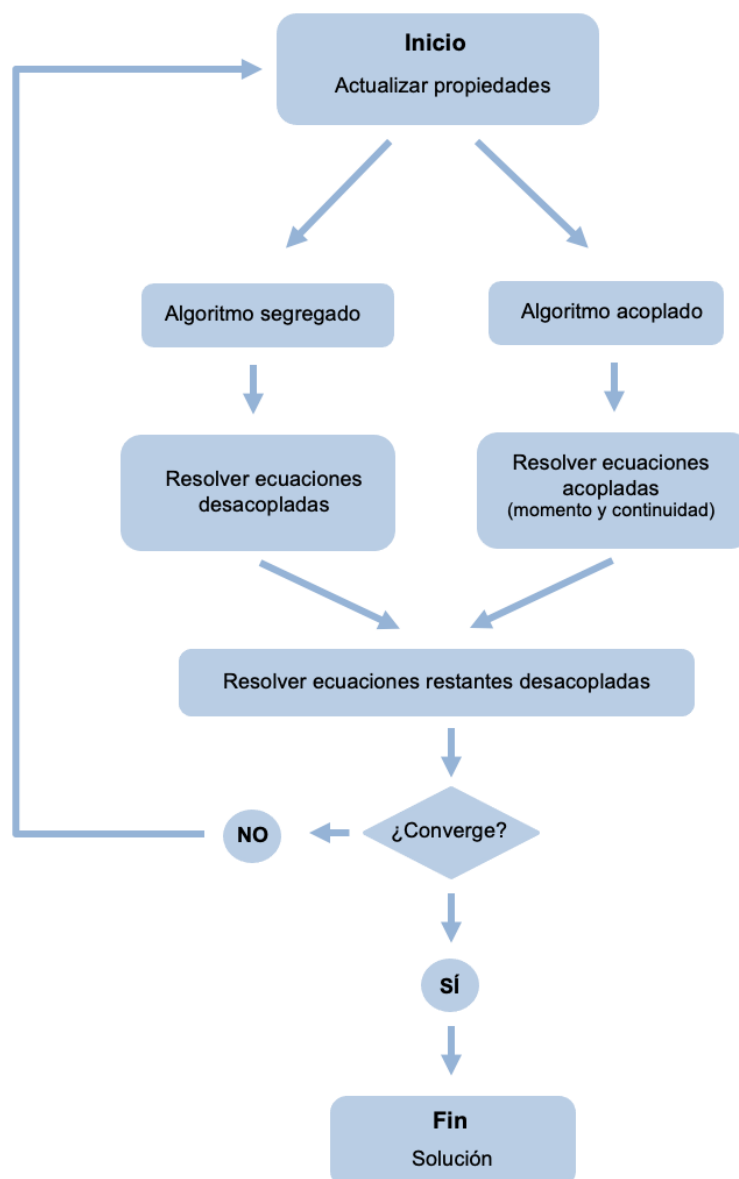 Inicio
Actualizar propiedades
Algoritmo segregado
Algoritmo acoplado
Resolver ecuaciones
desacopladas
Resolver ecuaciones
acopladas
(momento y continuidad)
Resolver ecuaciones restantes desacopladas
¿Converge?
NO
SÍ
Fin
Solución